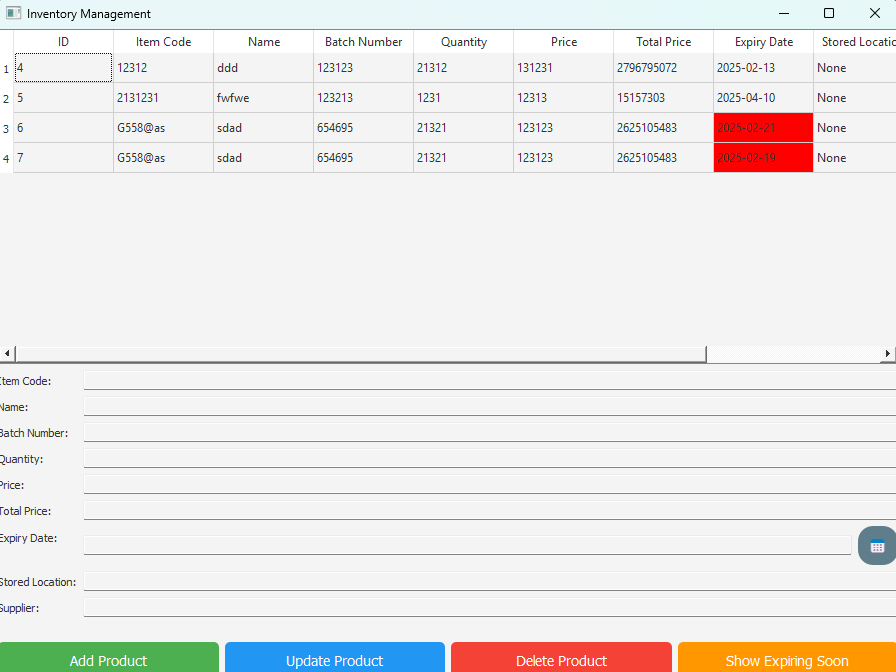 Inventory Management
ID Item Code Name Batch Number Quantity Price Total Price Expiry Date Stored Locatio
1 4 12312 ddd 123123 21312 131231 2796795072 2025-02-13 None
2 5 2131231 fwfwe 123213 1231 12313 15157303 2025-04-10 None
3 6 G558@as sdad 654695 21321 123123 2625105483 2025-02-21 None
4 7 G558@as sdad 654695 21321 123123 2625105483 2025-02-19 None
Item Code:
Name:
Batch Number:
Quantity:
Price:
Total Price:
Expiry Date:
Stored Location:
Supplier:
Add Product Update Product Delete Product Show Expiring Soon